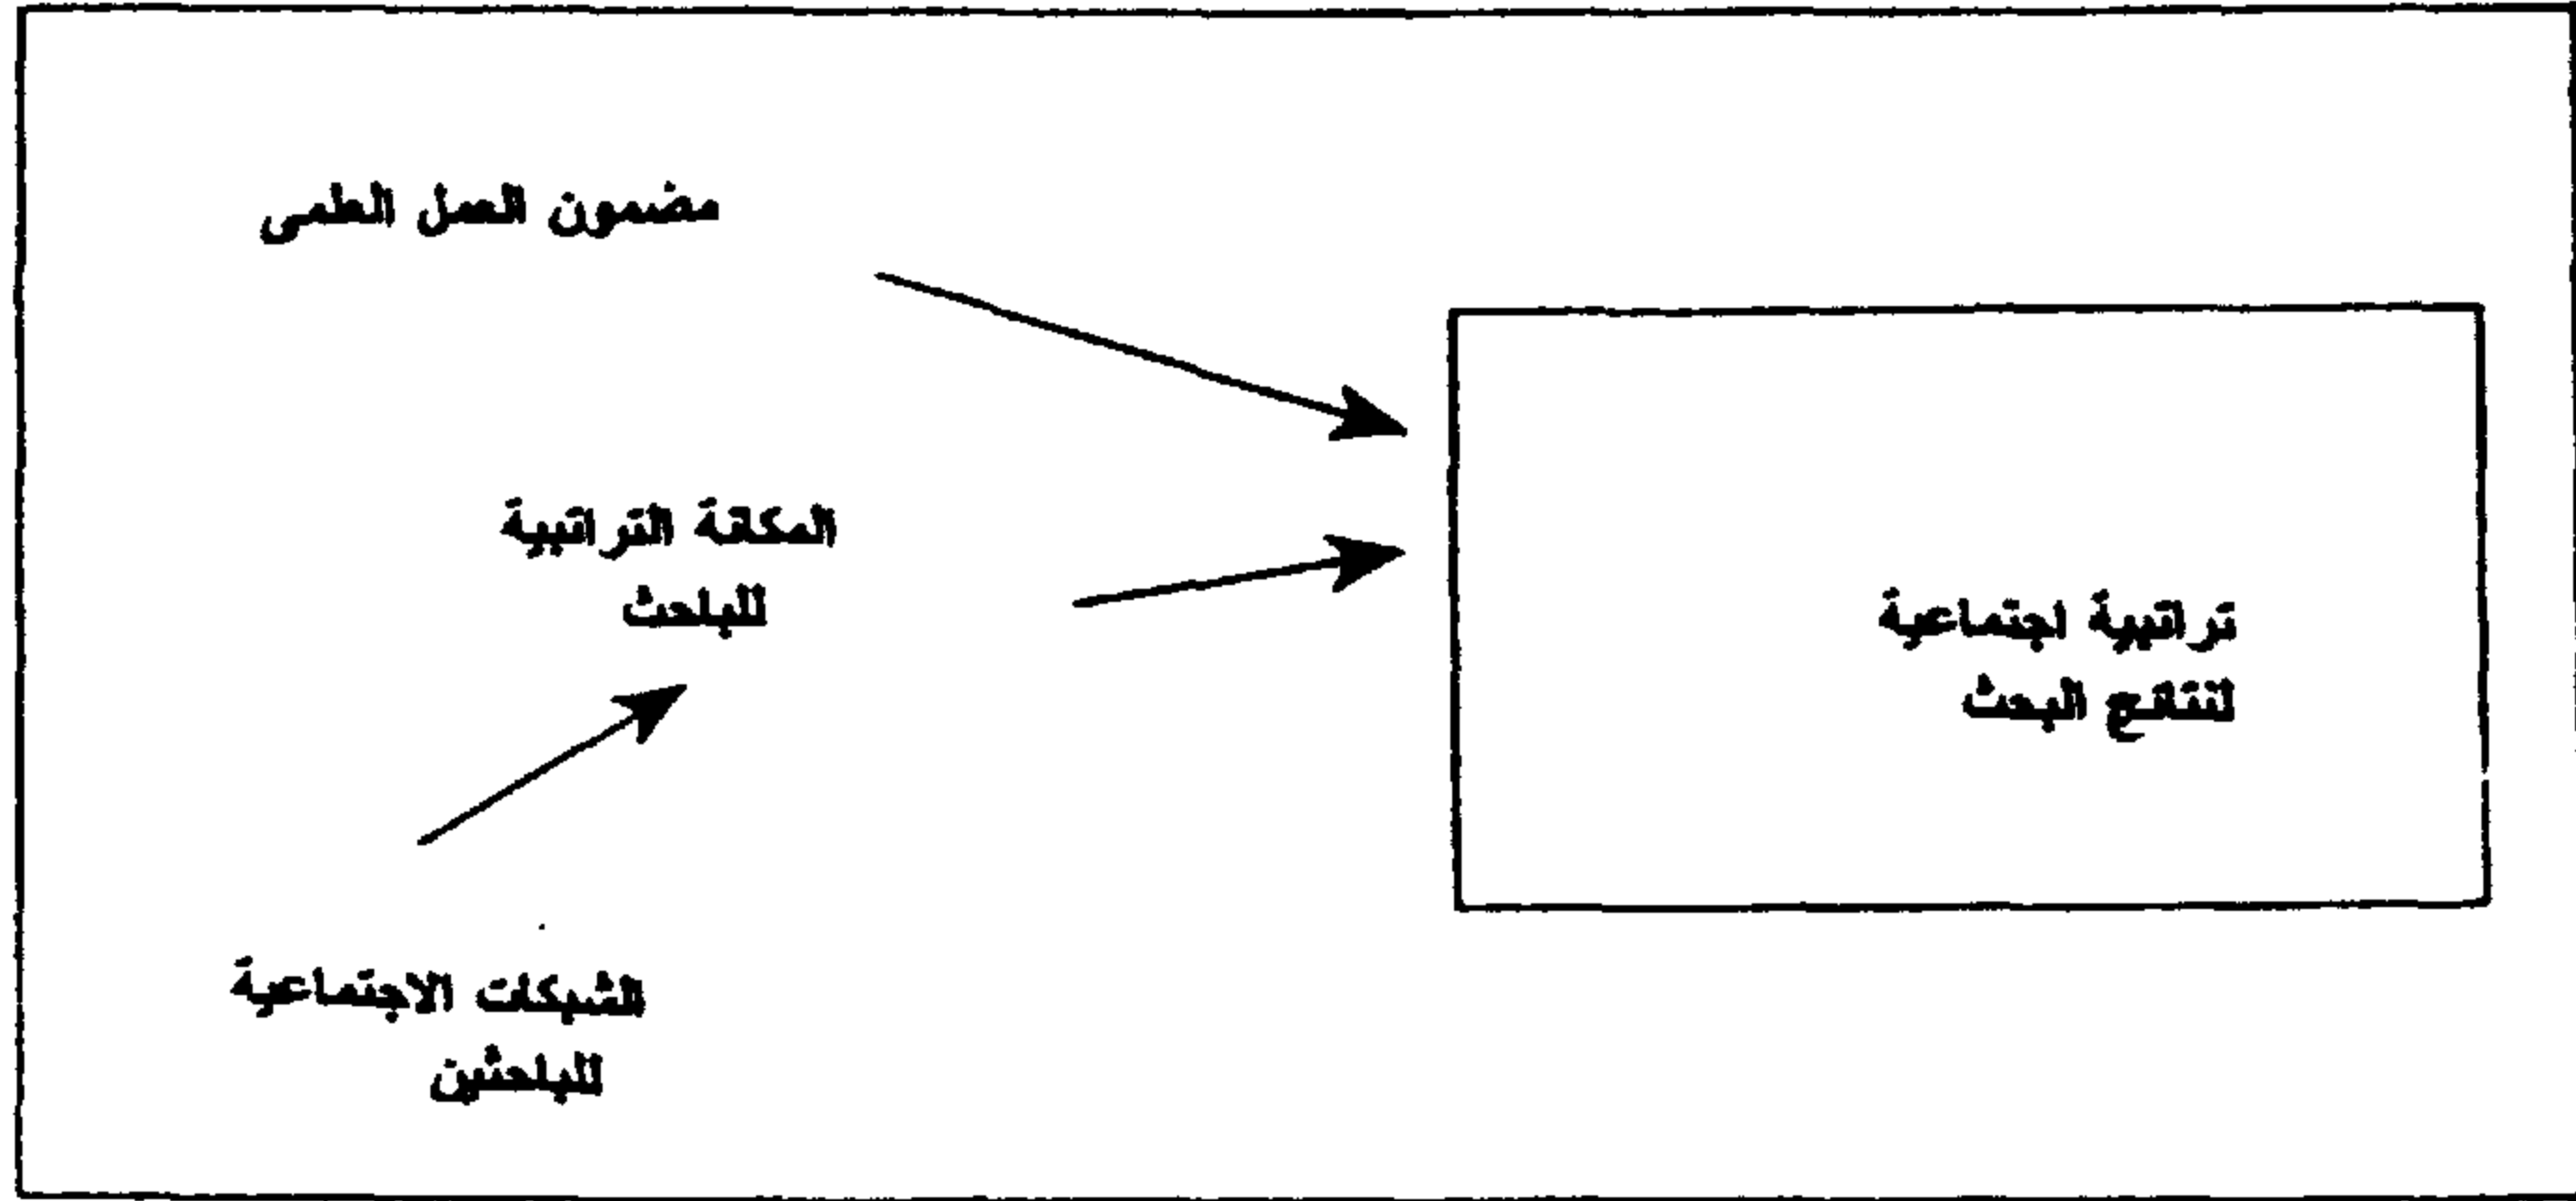 مضمون العمل العلمى
المكانة التراتبية
للباحث
تراتبية اجتماعية
لنتائج البحث
الشبكات الاجتماعية
للباحثين